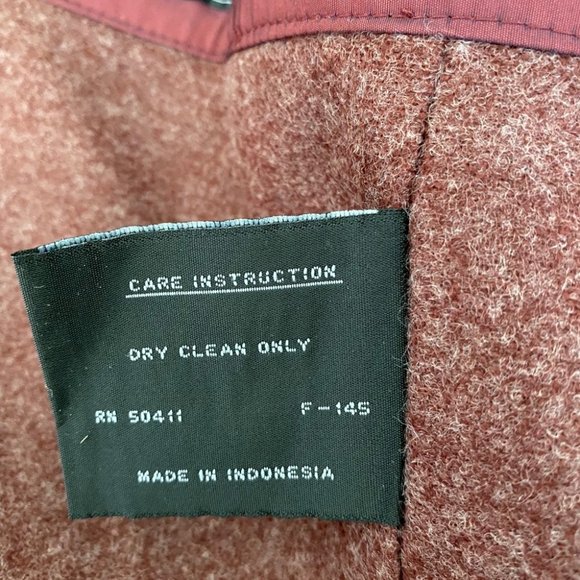 CARE INSTRUCTION
DRY CLEAN ONLY
RN 50411 F-145
MADE IN INDONESIA